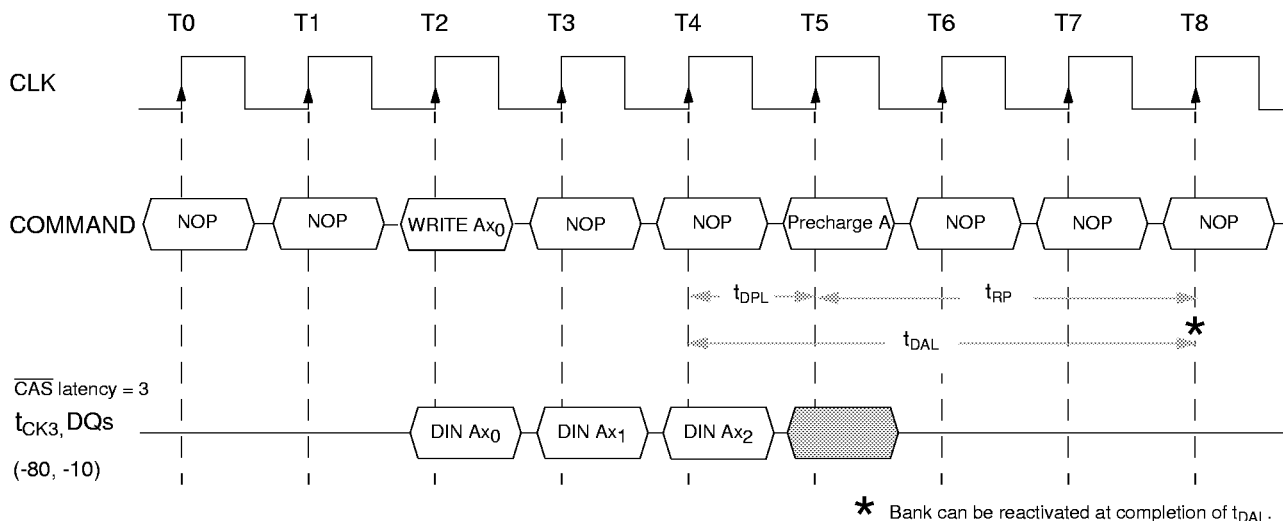 T0 T1 T2 T3 T4 T5 T6 T7 T8
CLK
COMMAND NOP NOP WRITE Ax0 NOP NOP Precharge A NOP NOP NOP
tDPL tRP
*
tDAL
CAS latency = 3
tCK3, DQs DIN Ax0 DIN Ax1 DIN Ax2
(-80, -10)
* Bank can be reactivated at completion of tDAL.